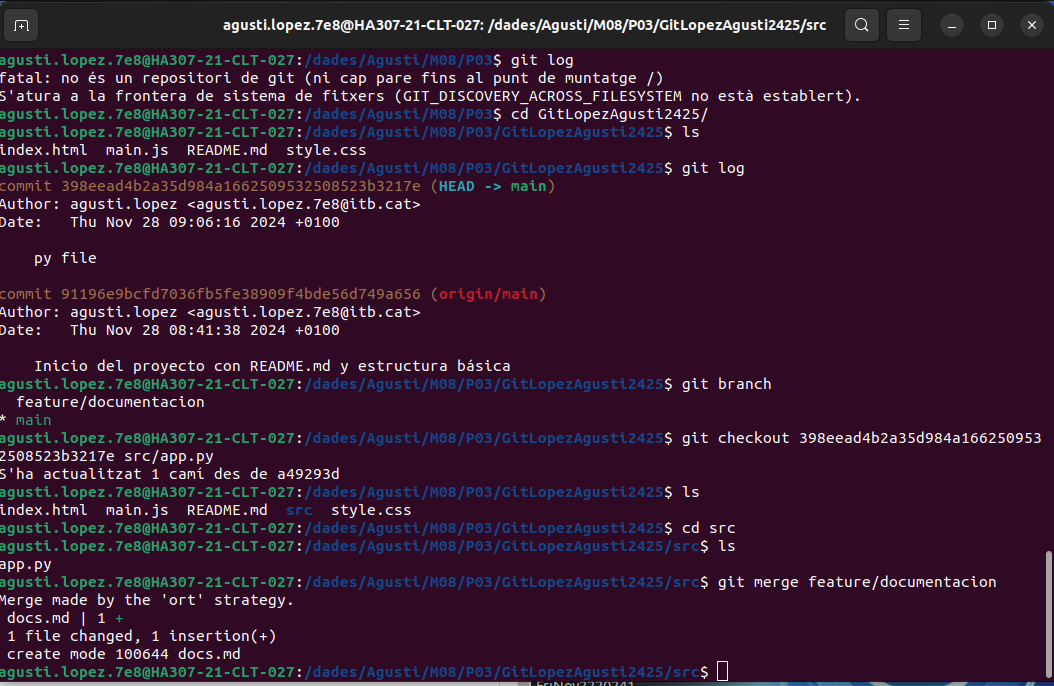 agusti.lopez.7e8@HA307-21-CLT-027: /dades/Agusti/M08/P03/GitLopezAgusti2425/src
agusti.lopez.7e8@HA307-21-CLT-027:/dades/Agusti/M08/P03$ git log
fatal: no és un repositori de git (ni cap pare fins al punt de muntatge /)
S'atura a la frontera de sistema de fitxers (GIT_DISCOVERY_ACROSS_FILESYSTEM no està establert).
agusti.lopez.7e8@HA307-21-CLT-027:/dades/Agusti/M08/P03$ cd GitLopezAgusti2425/
agusti.lopez.7e8@HA307-21-CLT-027:/dades/Agusti/M08/P03/GitLopezAgusti2425$ ls
index.html  main.js  README.md  style.css
agusti.lopez.7e8@HA307-21-CLT-027:/dades/Agusti/M08/P03/GitLopezAgusti2425$ git log
commit 398eead4b2a35d984a1662509532508523b3217e (HEAD -> main)
Author: agusti.lopez <agusti.lopez.7e8@itb.cat>
Date:   Thu Nov 28 09:06:16 2024 +0100
    py file
commit 91196e9bcfd7036fb5fe38909f4bde56d749a656 (origin/main)
Author: agusti.lopez <agusti.lopez.7e8@itb.cat>
Date:   Thu Nov 28 08:41:38 2024 +0100
    Inicio del proyecto con README.md y estructura básica
agusti.lopez.7e8@HA307-21-CLT-027:/dades/Agusti/M08/P03/GitLopezAgusti2425$ git branch
  feature/documentacion
* main
agusti.lopez.7e8@HA307-21-CLT-027:/dades/Agusti/M08/P03/GitLopezAgusti2425$ git checkout 398eead4b2a35d984a166250953
2508523b3217e src/app.py
S'ha actualitzat 1 camí des de a49293d
agusti.lopez.7e8@HA307-21-CLT-027:/dades/Agusti/M08/P03/GitLopezAgusti2425$ ls
index.html  main.js  README.md  src  style.css
agusti.lopez.7e8@HA307-21-CLT-027:/dades/Agusti/M08/P03/GitLopezAgusti2425$ cd src
agusti.lopez.7e8@HA307-21-CLT-027:/dades/Agusti/M08/P03/GitLopezAgusti2425/src$ ls
app.py
agusti.lopez.7e8@HA307-21-CLT-027:/dades/Agusti/M08/P03/GitLopezAgusti2425/src$ git merge feature/documentacion
Merge made by the 'ort' strategy.
 docs.md | 1 +
 1 file changed, 1 insertion(+)
 create mode 100644 docs.md
agusti.lopez.7e8@HA307-21-CLT-027:/dades/Agusti/M08/P03/GitLopezAgusti2425/src$